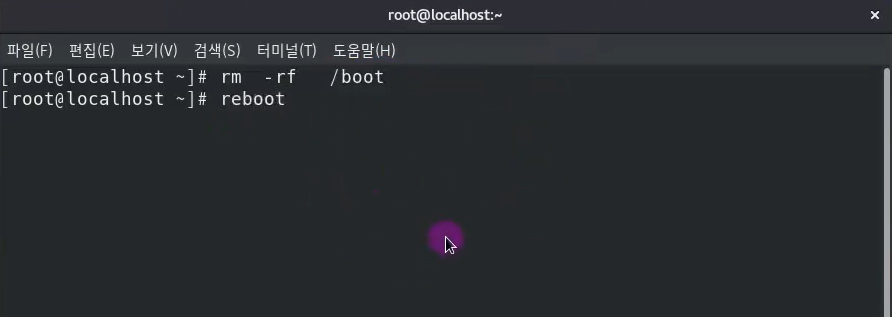 root@localhost:~
파일(F) 편집(E) 보기(V) 검색(S) 터미널(T) 도움말(H)
[root@localhost ~]# rm  -rf   /boot
[root@localhost ~]# reboot